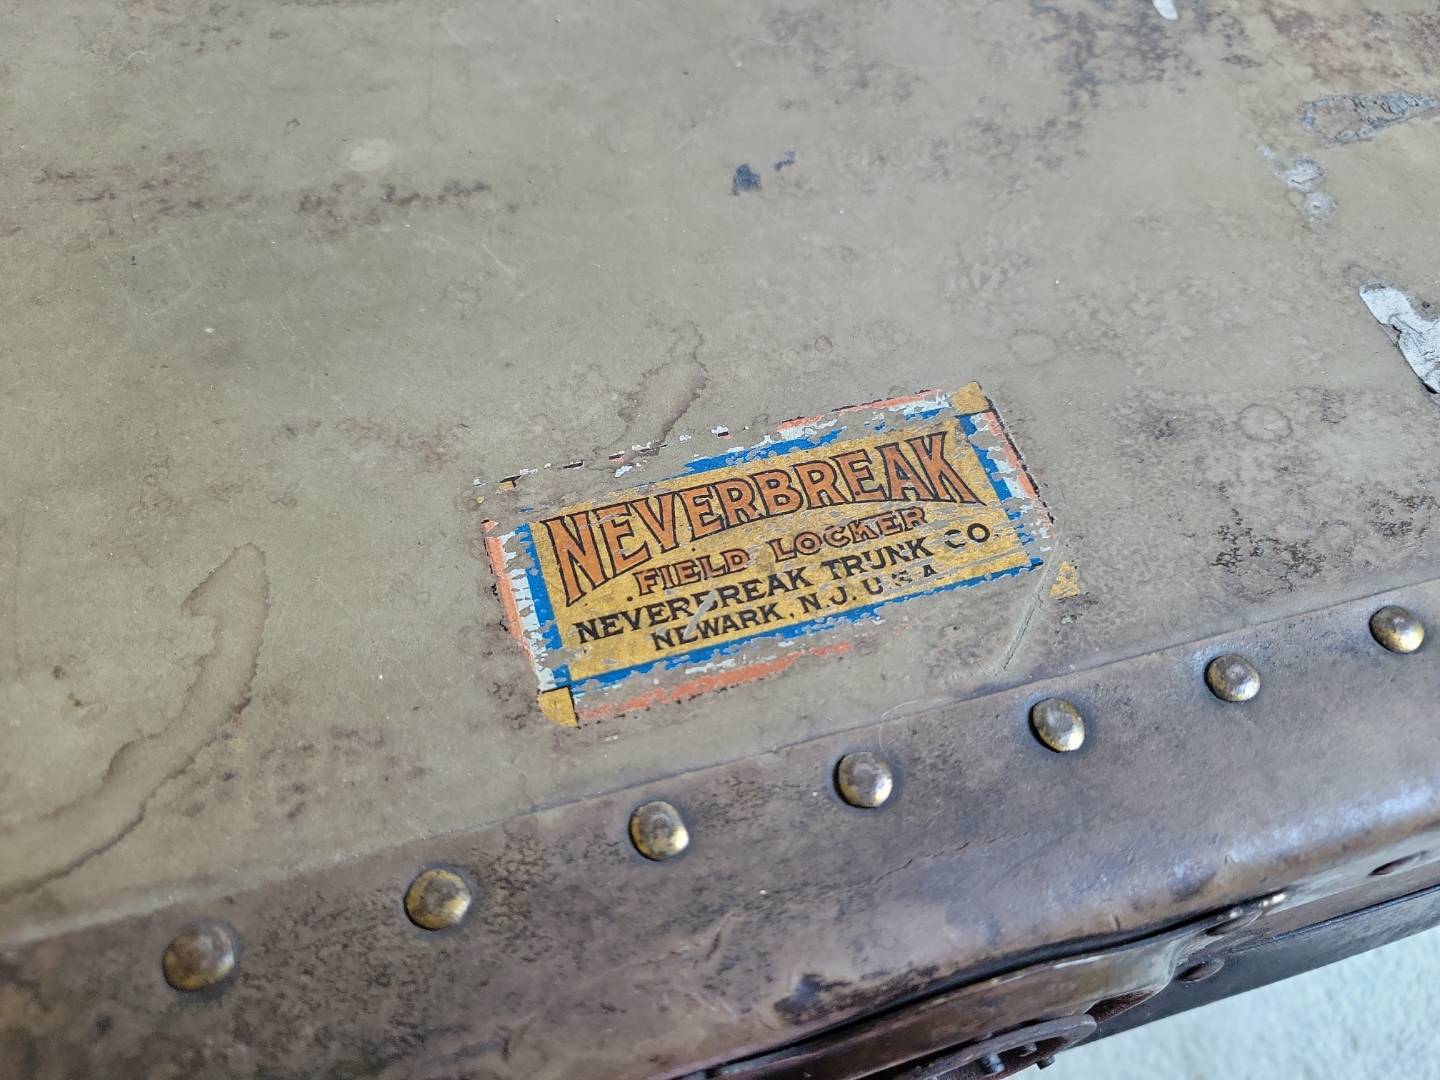 NEVERBREAK
FIELD LOCKER
NEVERBREAK TRUNK CO.
NEWARK, N.J. U.S.A.